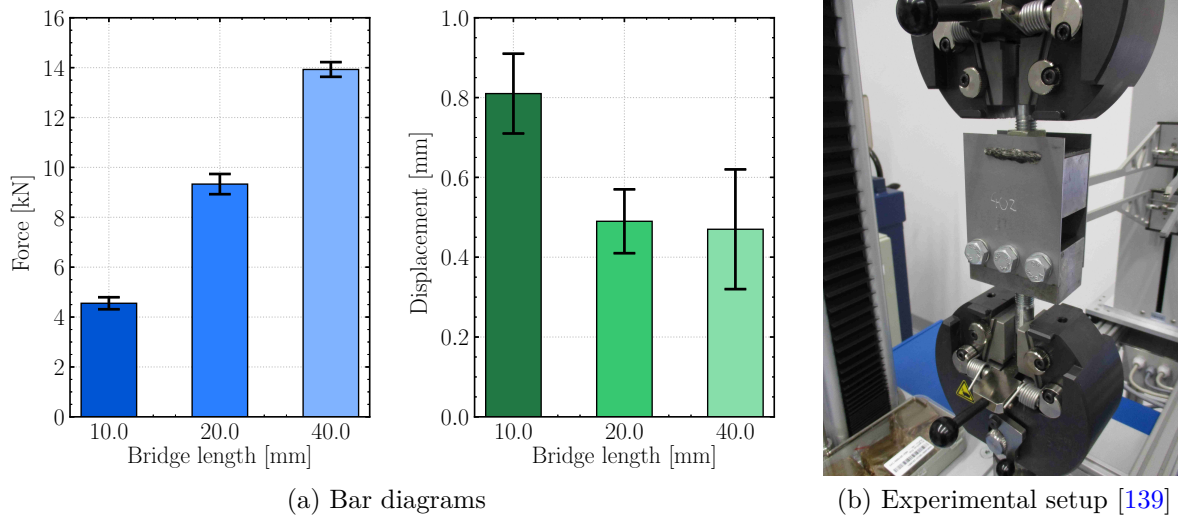 16
14
12
10
8
6
4
2
0
Force [kN]
10.0 20.0 40.0
Bridge length [mm]
1.0
0.8
0.6
0.4
0.2
0.0
Displacement [mm]
10.0 20.0 40.0
Bridge length [mm]
402
(a) Bar diagrams
(b) Experimental setup [139]